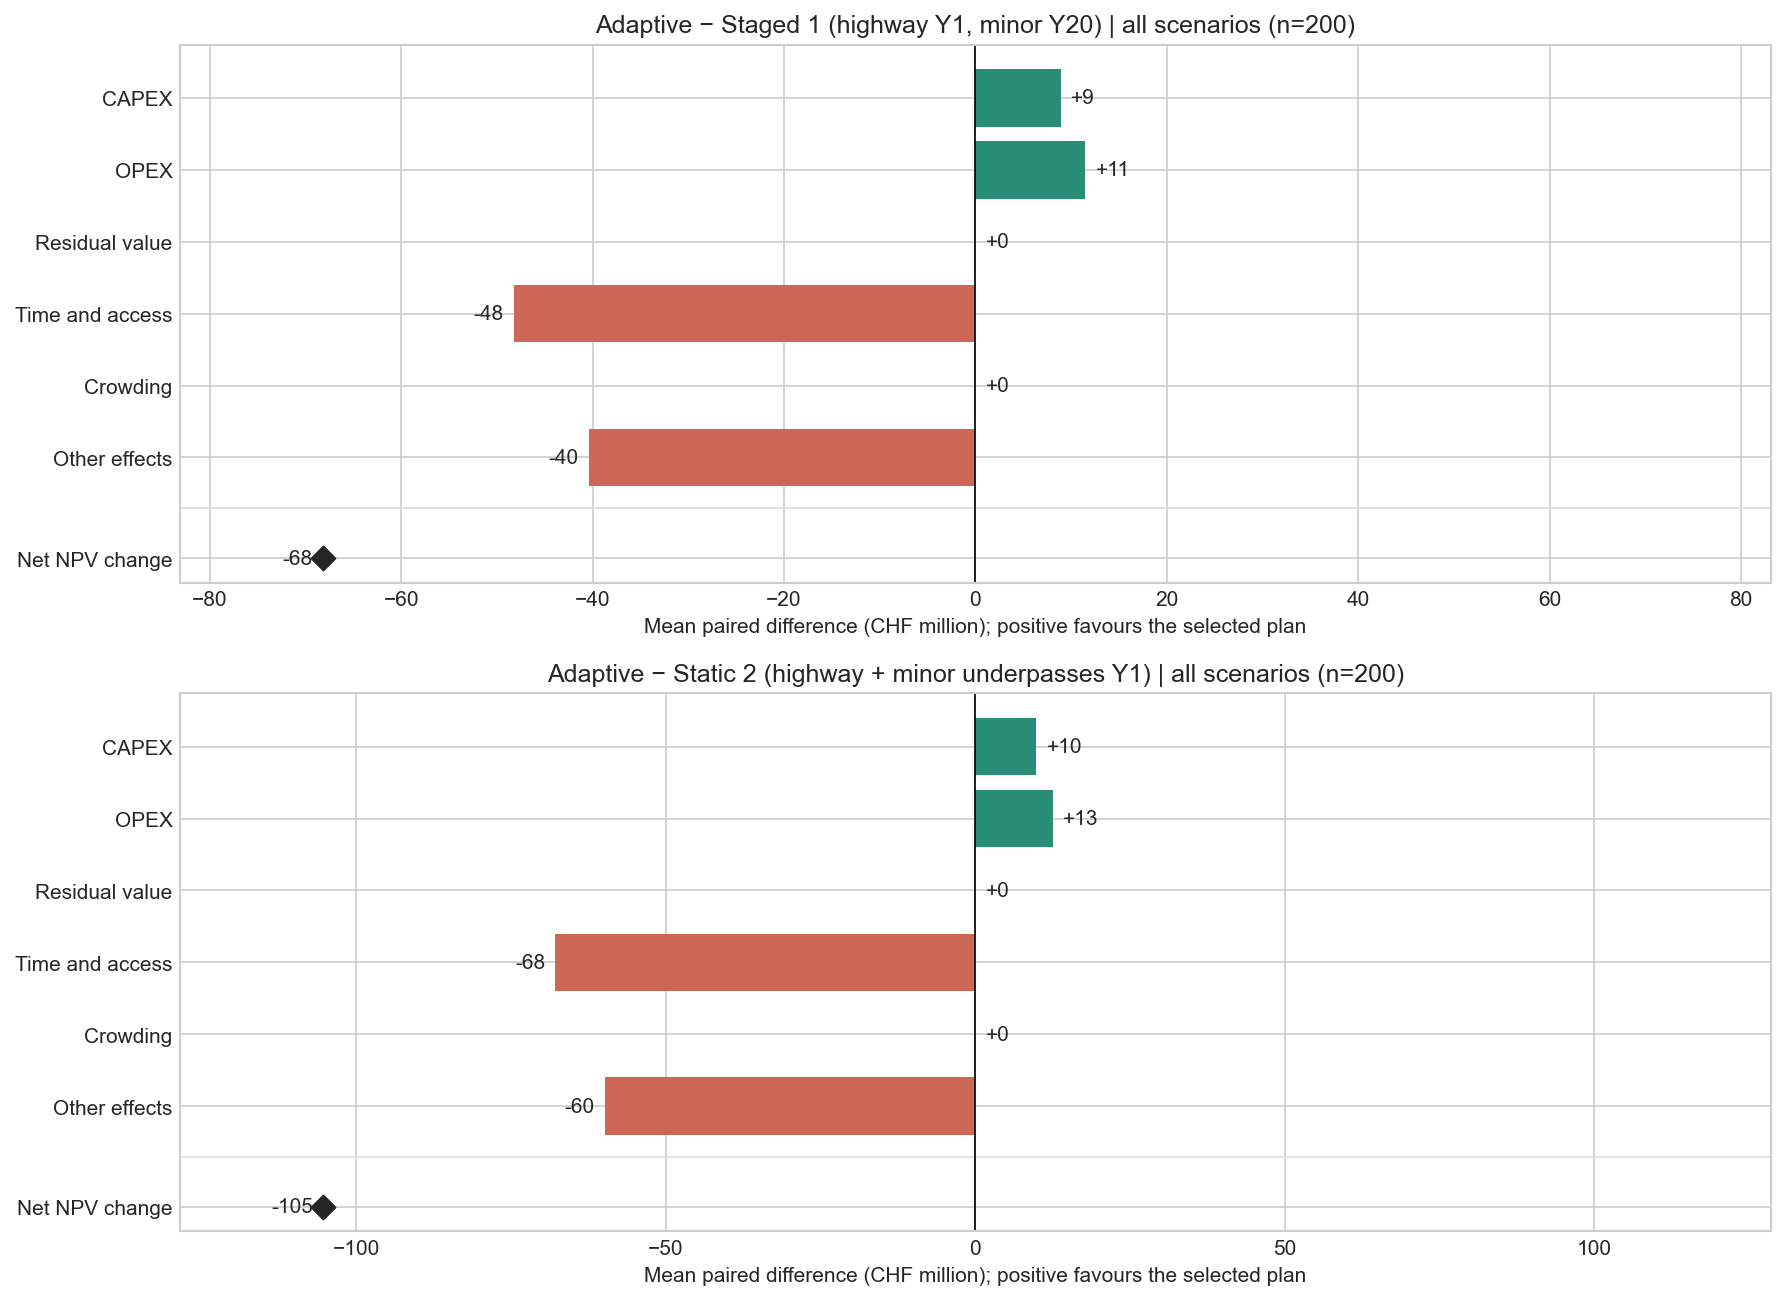 Adaptive − Staged 1 (highway Y1, minor Y20) | all scenarios (n=200)
CAPEX
+9
OPEX
+11
Residual value
+0
Time and access
-48
Crowding
+0
Other effects
-40
Net NPV change
-68
−80
−60
−40
−20
0
20
40
60
80
Mean paired difference (CHF million); positive favours the selected plan
Adaptive − Static 2 (highway + minor underpasses Y1) | all scenarios (n=200)
CAPEX
+10
OPEX
+13
Residual value
+0
Time and access
-68
Crowding
+0
Other effects
-60
Net NPV change
-105
−100
−50
0
50
100
Mean paired difference (CHF million); positive favours the selected plan